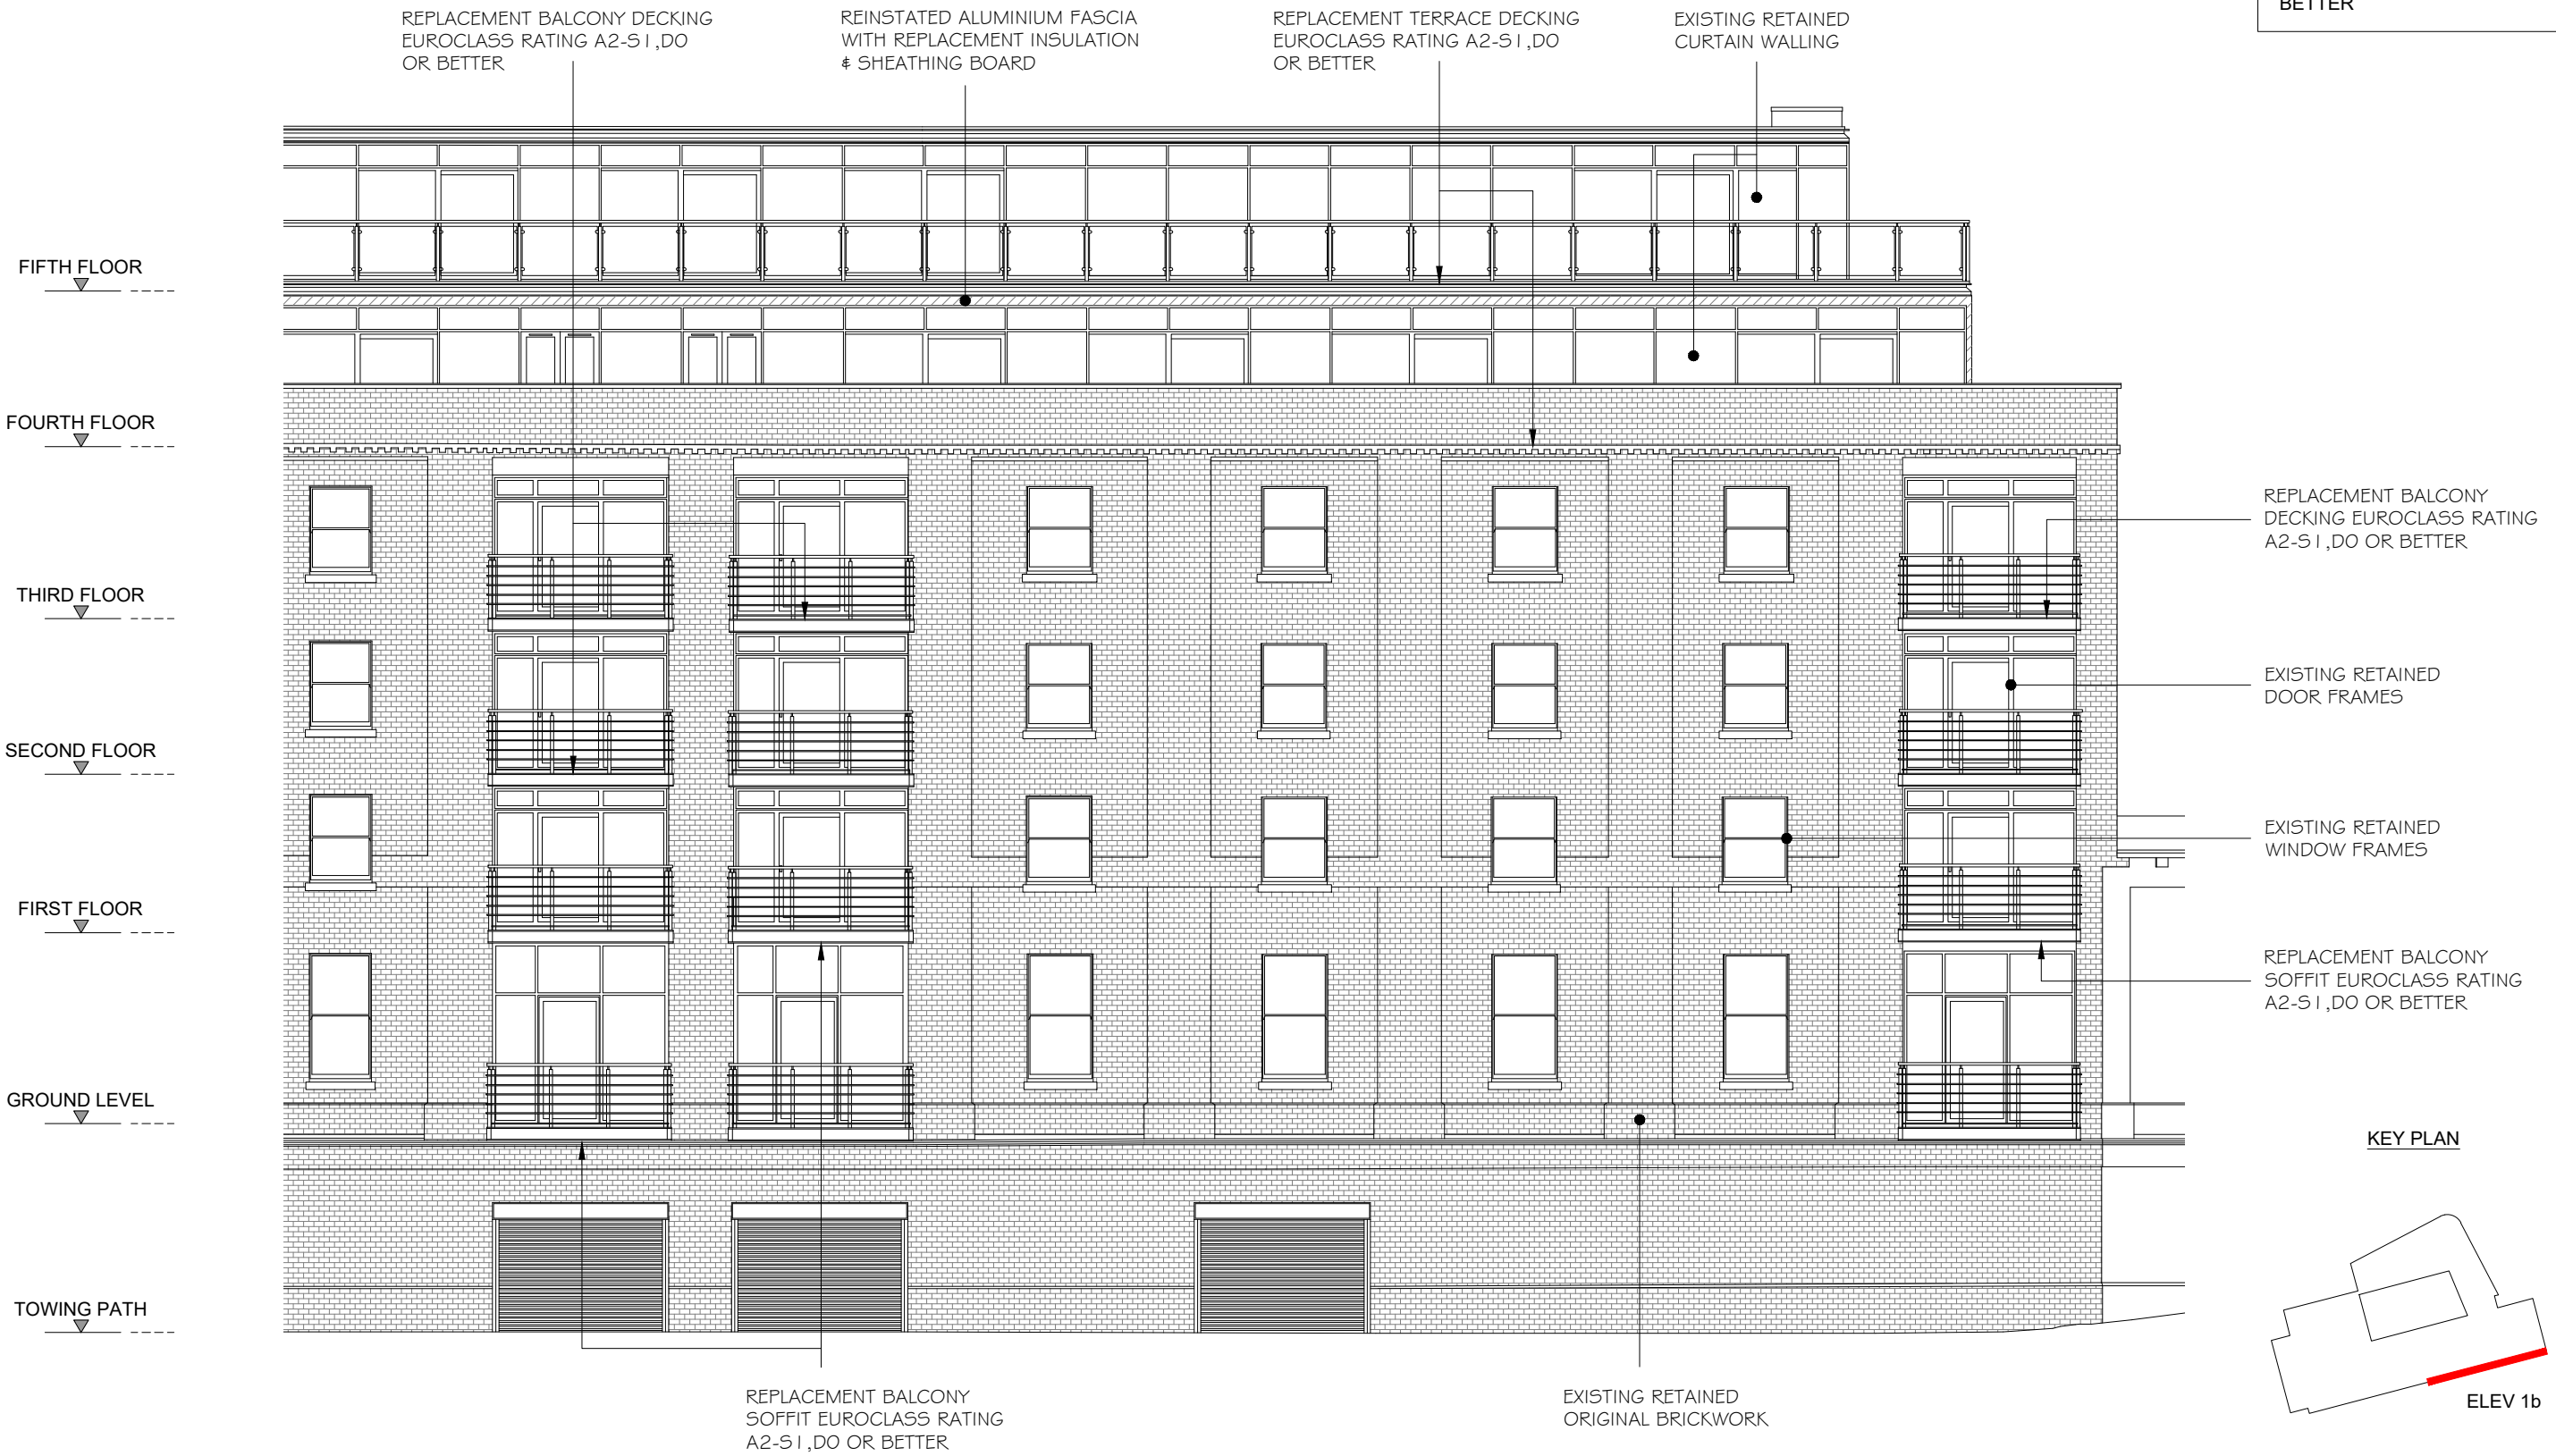 BETTER
REPLACEMENT BALCONY DECKING
EUROCLASS RATING A2-S1,D0
OR BETTER
REINSTATED ALUMINIUM FASCIA
WITH REPLACEMENT INSULATION
& SHEATHING BOARD
REPLACEMENT TERRACE DECKING
EUROCLASS RATING A2-S1,D0
OR BETTER
EXISTING RETAINED
CURTAIN WALLING
FIFTH FLOOR
FOURTH FLOOR
THIRD FLOOR
SECOND FLOOR
FIRST FLOOR
GROUND LEVEL
TOWING PATH
REPLACEMENT BALCONY
DECKING EUROCLASS RATING
A2-S1,D0 OR BETTER
EXISTING RETAINED
DOOR FRAMES
EXISTING RETAINED
WINDOW FRAMES
REPLACEMENT BALCONY
SOFFIT EUROCLASS RATING
A2-S1,D0 OR BETTER
KEY PLAN
ELEV 1b
REPLACEMENT BALCONY
SOFFIT EUROCLASS RATING
A2-S1,D0 OR BETTER
EXISTING RETAINED
ORIGINAL BRICKWORK